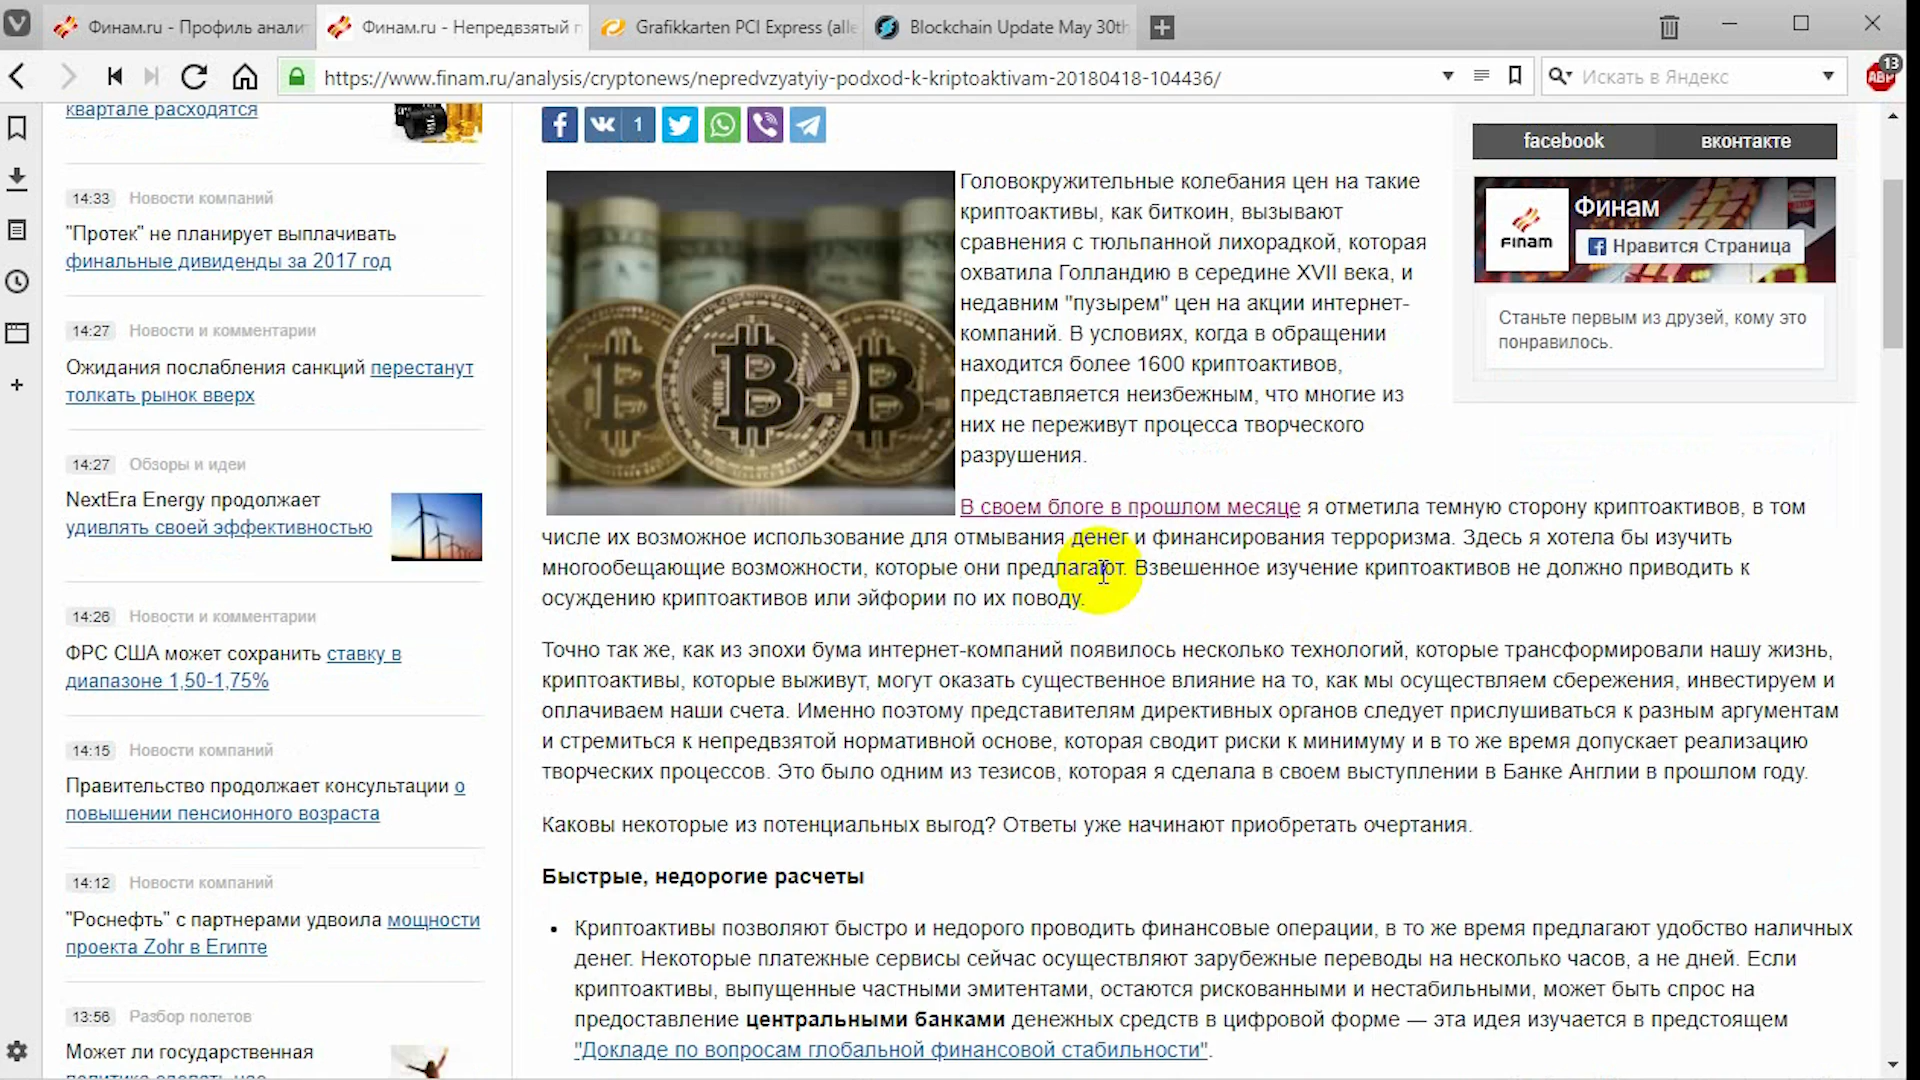 Финам.ru - Профиль анали
Финам.ru - Непредвзятый г
Grafikkarten PCI Express (alle
Blockchain Update May 30th
https://www.finam.ru/analysis/cryptonews/nepredvzyatyiy-podxod-k-kriptoaktivam-20180418-104436/
Искать в Яндекс
13
ABP
квартале расходятся
14:33 Новости компаний
"Протек" не планирует выплачивать
финальные дивиденды за 2017 год
14:27 Новости и комментарии
Ожидания послабления санкций перестанут
толкать рынок вверх
14:27 Обзоры и идеи
NextEra Energy продолжает
удивлять своей эффективностью
14:26 Новости и комментарии
ФРС США может сохранить ставку в
диапазоне 1,50-1,75%
14:15 Новости компаний
Правительство продолжает консультации о
повышении пенсионного возраста
14:12 Новости компаний
"Роснефть" с партнерами удвоила мощности
проекта Zohr в Египте
13:56 Разбор полетов
Может ли государственная
1
Головокружительные колебания цен на такие
криптоактивы, как биткоин, вызывают
сравнения с тюльпанной лихорадкой, которая
охватила Голландию в середине XVII века, и
недавним "пузырем" цен на акции интернет-
компаний. В условиях, когда в обращении
находится более 1600 криптоактивов,
представляется неизбежным, что многие из
них не переживут процесса творческого
разрушения.
В своем блоге в прошлом месяце я отметила темную сторону криптоактивов, в том
числе их возможное использование для отмывания денег и финансирования терроризма. Здесь я хотела бы изучить
многообещающие возможности, которые они предлагают. Взвешенное изучение криптоактивов не должно приводить к
осуждению криптоактивов или эйфории по их поводу.
Точно так же, как из эпохи бума интернет-компаний появилось несколько технологий, которые трансформировали нашу жизнь,
криптоактивы, которые выживут, могут оказать существенное влияние на то, как мы осуществляем сбережения, инвестируем и
оплачиваем наши счета. Именно поэтому представителям директивных органов следует прислушиваться к разным аргументам
и стремиться к непредвзятой нормативной основе, которая сводит риски к минимуму и в то же время допускает реализацию
творческих процессов. Это было одним из тезисов, которая я сделала в своем выступлении в Банке Англии в прошлом году.
Каковы некоторые из потенциальных выгод? Ответы уже начинают приобретать очертания.
Быстрые, недорогие расчеты
• Криптоактивы позволяют быстро и недорого проводить финансовые операции, в то же время предлагают удобство наличных
денег. Некоторые платежные сервисы сейчас осуществляют зарубежные переводы на несколько часов, а не дней. Если
криптоактивы, выпущенные частными эмитентами, остаются рискованными и нестабильными, может быть спрос на
предоставление центральными банками денежных средств в цифровой форме — эта идея изучается в предстоящем
"Докладе по вопросам глобальной финансовой стабильности".
facebook
вконтакте
FINAM
Финам
Нравится Страница
Станьте первым из друзей, кому это
понравилось.